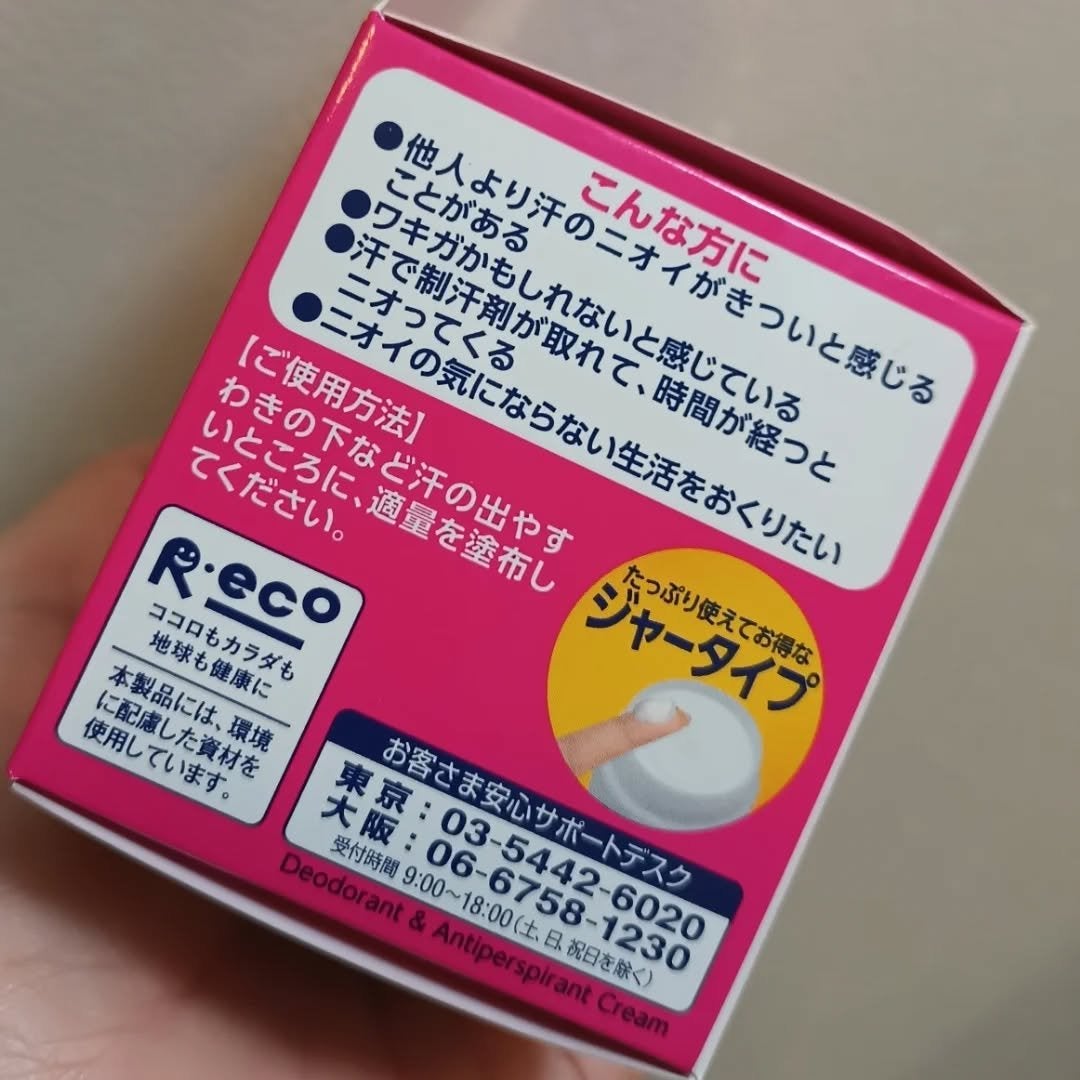 こんな方に
●他人より汗のニオイがきついと感じる
ことがある
●ワキガかもしれないと感じている
●汗で制汗剤が取れて、時間が経つと
ニオってくる
●ニオイの気にならない生活をおくりたい
【ご使用方法】
わきの下など汗の出やす
いところに、適量を塗布し
てください。
R・eco
ココロもカラダも
地球も健康に
本製品には、環境
に配慮した資材を
使用しています。
たっぷり使えてお得な
ジャータイプ
お客さま安心サポートデスク
東京：03-5442-6020
大阪：06-6758-1230
受付時間 9:00～18:00（土、日、祝日を除く）
Deodorant & Antiperspirant Cream